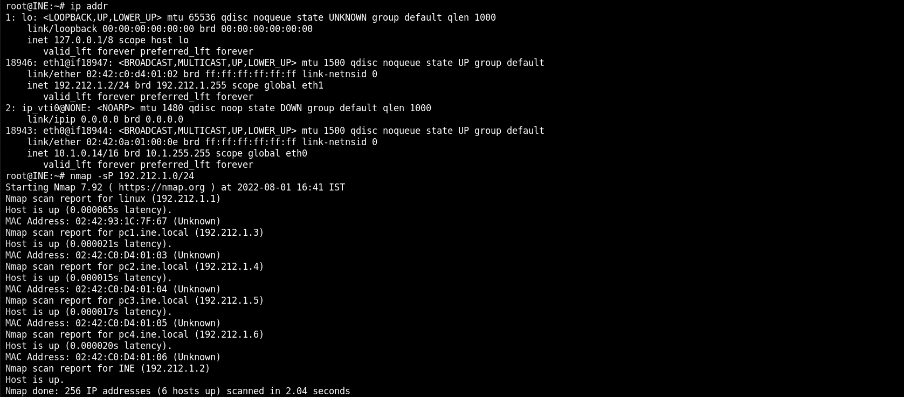 root@INE:~# ip addr
1: lo: <LOOPBACK,UP,LOWER_UP> mtu 65536 qdisc noqueue state UNKNOWN group default qlen 1000
    link/loopback 00:00:00:00:00:00 brd 00:00:00:00:00:00
    inet 127.0.0.1/8 scope host lo
       valid_lft forever preferred_lft forever
18946: eth1@if18947: <BROADCAST,MULTICAST,UP,LOWER_UP> mtu 1500 qdisc noqueue state UP group default
    link/ether 02:42:c0:d4:01:02 brd ff:ff:ff:ff:ff:ff link-netnsid 0
    inet 192.212.1.2/24 brd 192.212.1.255 scope global eth1
       valid_lft forever preferred_lft forever
2: ip_vti0@NONE: <NOARP> mtu 1480 qdisc noop state DOWN group default qlen 1000
    link/ipip 0.0.0.0 brd 0.0.0.0
18943: eth0@if18944: <BROADCAST,MULTICAST,UP,LOWER_UP> mtu 1500 qdisc noqueue state UP group default
    link/ether 02:42:0a:01:00:0e brd ff:ff:ff:ff:ff:ff link-netnsid 0
    inet 10.1.0.14/16 brd 10.1.255.255 scope global eth0
       valid_lft forever preferred_lft forever
root@INE:~# nmap -sP 192.212.1.0/24
Starting Nmap 7.92 ( https://nmap.org ) at 2022-08-01 16:41 IST
Nmap scan report for linux (192.212.1.1)
Host is up (0.000065s latency).
MAC Address: 02:42:93:1C:7F:67 (Unknown)
Nmap scan report for pc1.ine.local (192.212.1.3)
Host is up (0.000021s latency).
MAC Address: 02:42:C0:D4:01:03 (Unknown)
Nmap scan report for pc2.ine.local (192.212.1.4)
Host is up (0.000015s latency).
MAC Address: 02:42:C0:D4:01:04 (Unknown)
Nmap scan report for pc3.ine.local (192.212.1.5)
Host is up (0.000017s latency).
MAC Address: 02:42:C0:D4:01:05 (Unknown)
Nmap scan report for pc4.ine.local (192.212.1.6)
Host is up (0.000020s latency).
MAC Address: 02:42:C0:D4:01:06 (Unknown)
Nmap scan report for INE (192.212.1.2)
Host is up.
Nmap done: 256 IP addresses (6 hosts up) scanned in 2.04 seconds